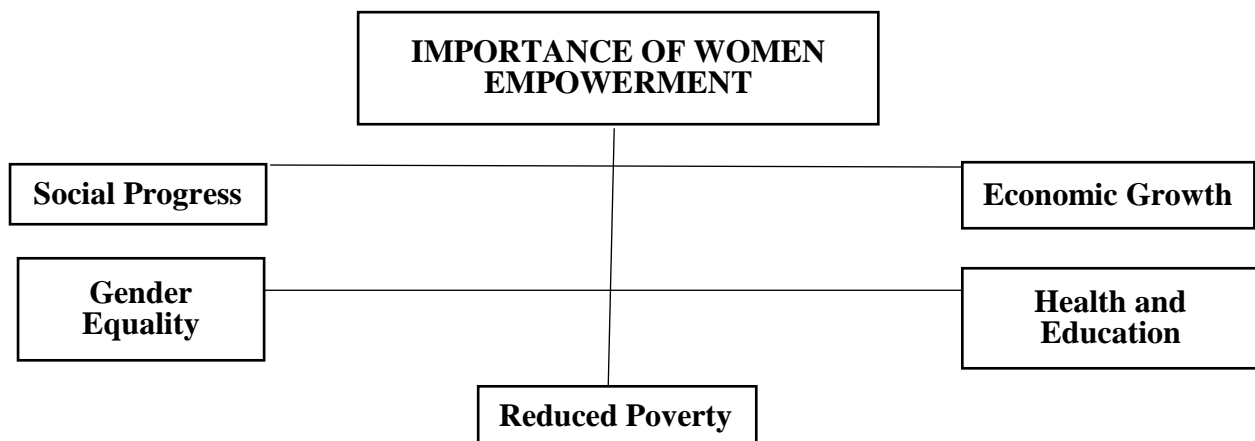 IMPORTANCE OF WOMEN
EMPOWERMENT
Social Progress
Economic Growth
Gender
Equality
Health and
Education
Reduced Poverty